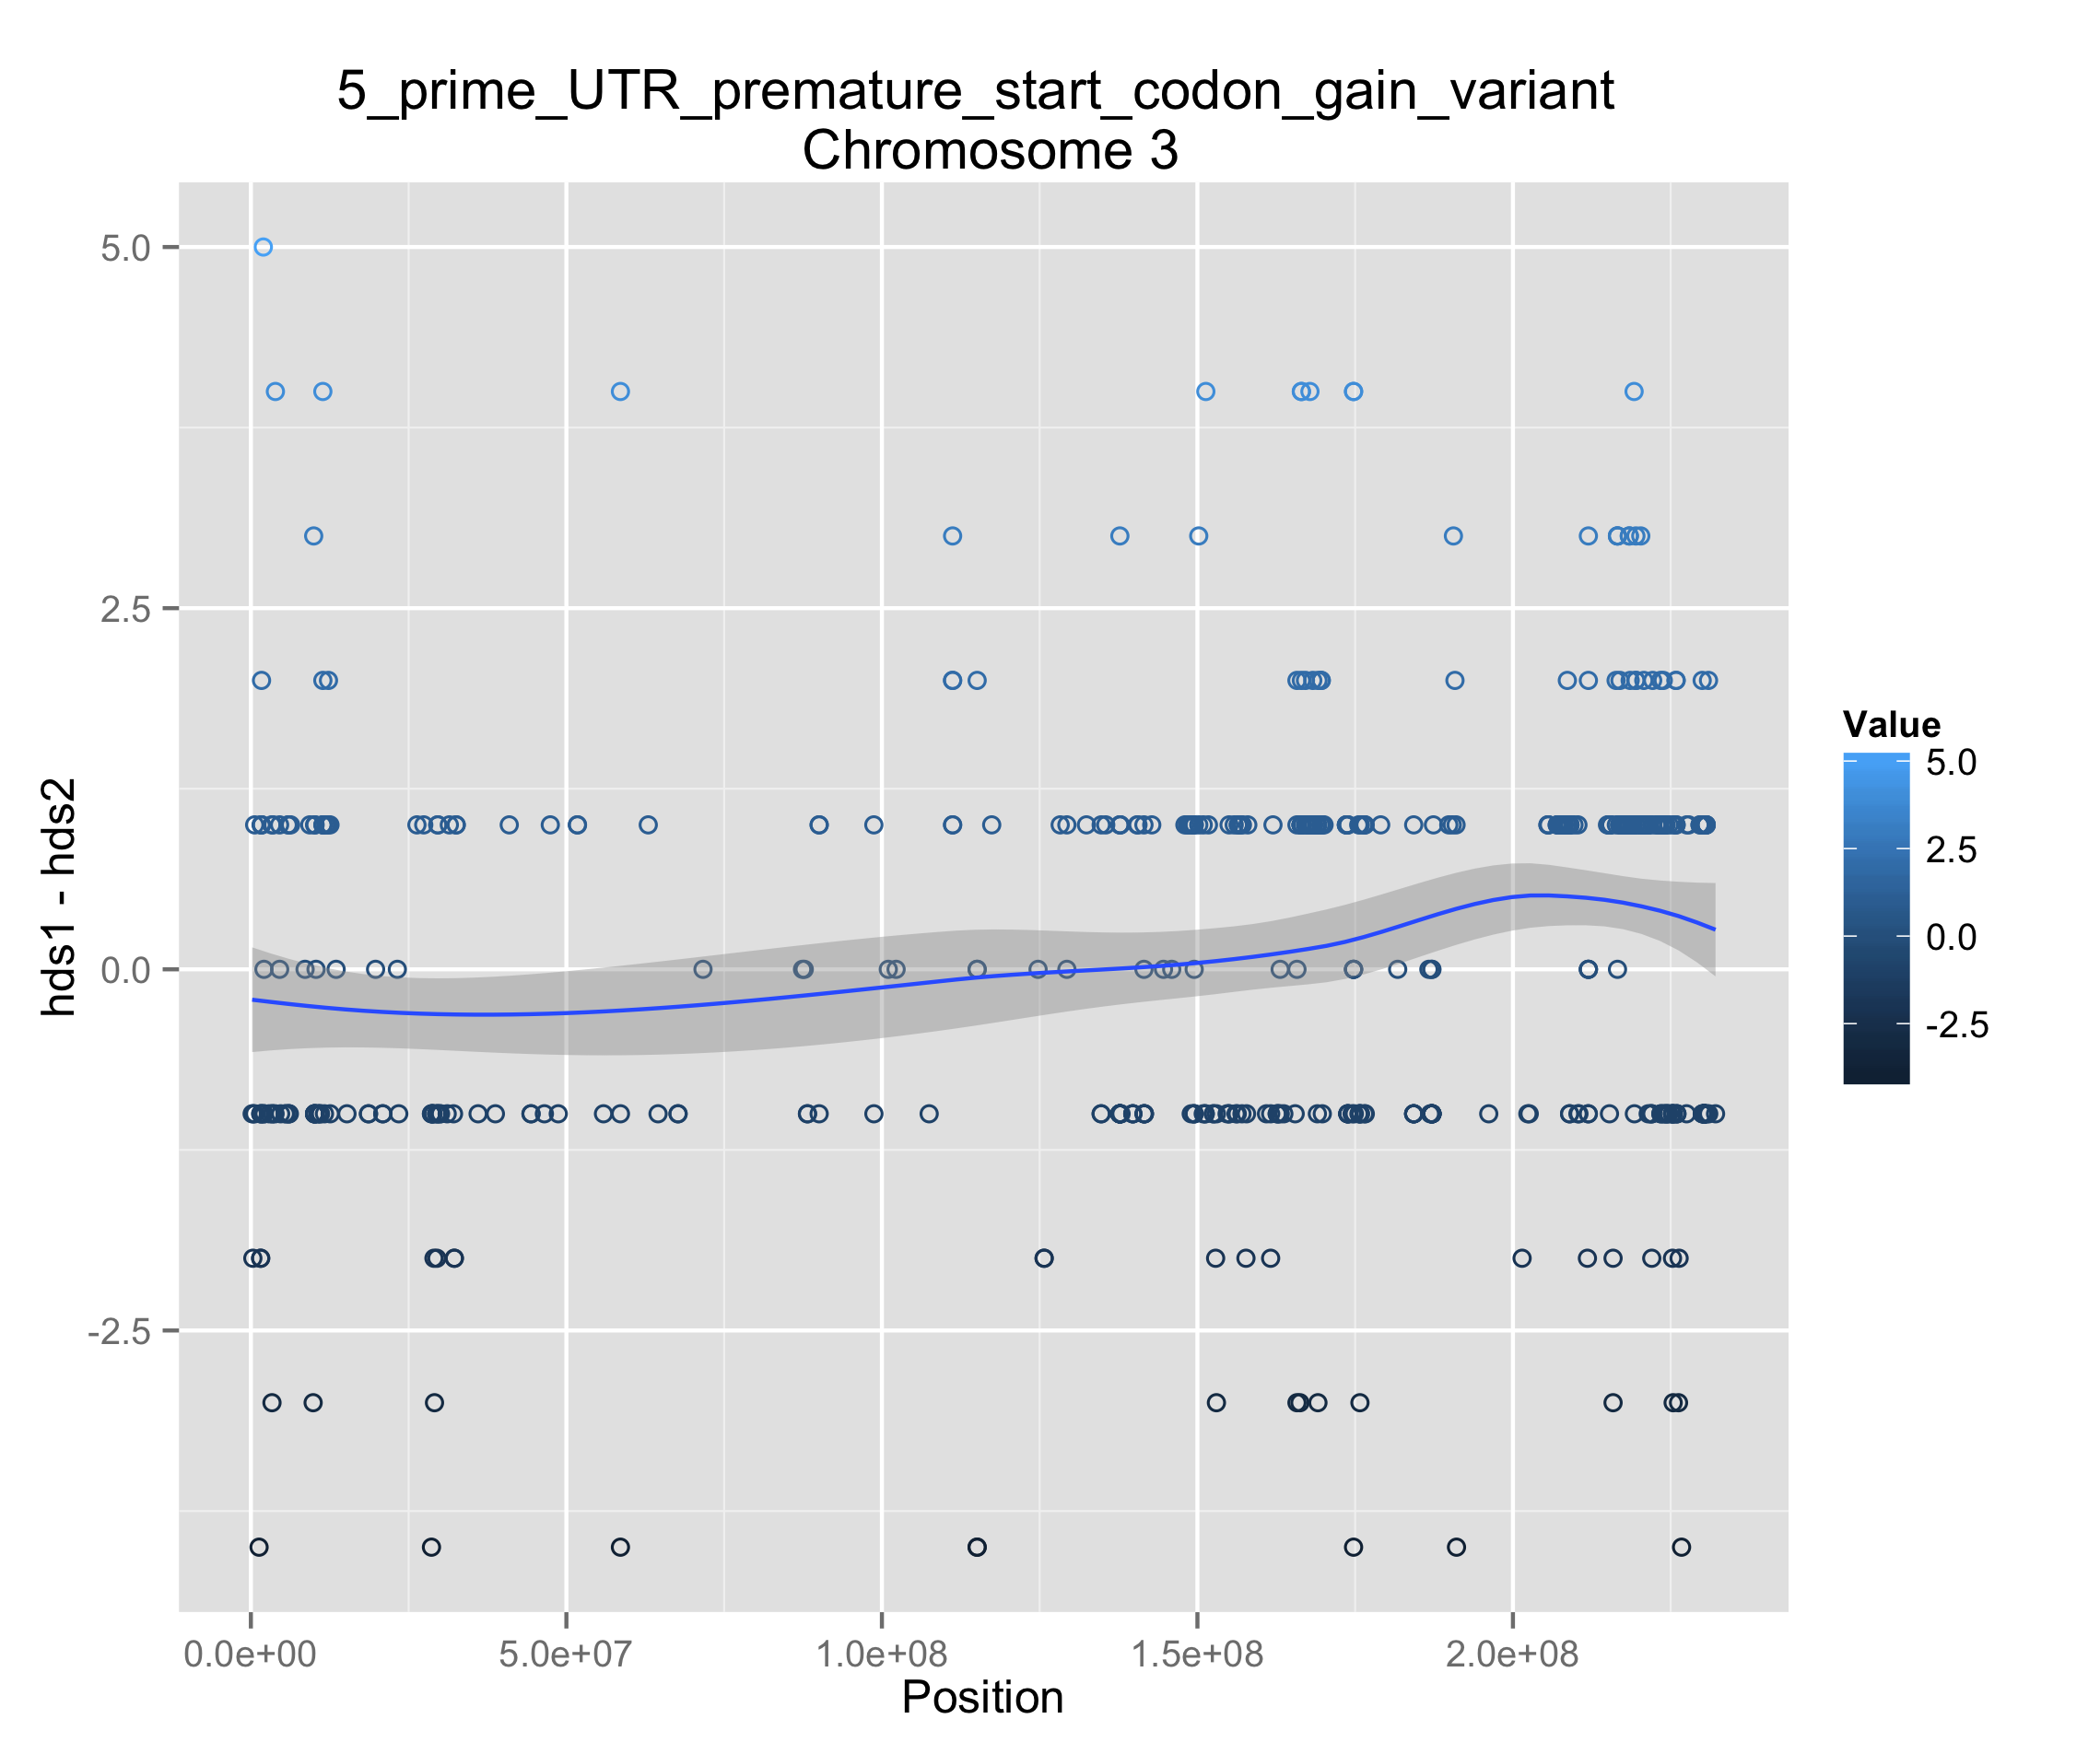 5_prime_UTR_premature_start_codon_gain_variant
Chromosome 3
hds1 - hds2
5.0
2.5
0.0
-2.5
0.0e+00 5.0e+07 1.0e+08 1.5e+08 2.0e+08
Position
Value
5.0
2.5
0.0
-2.5